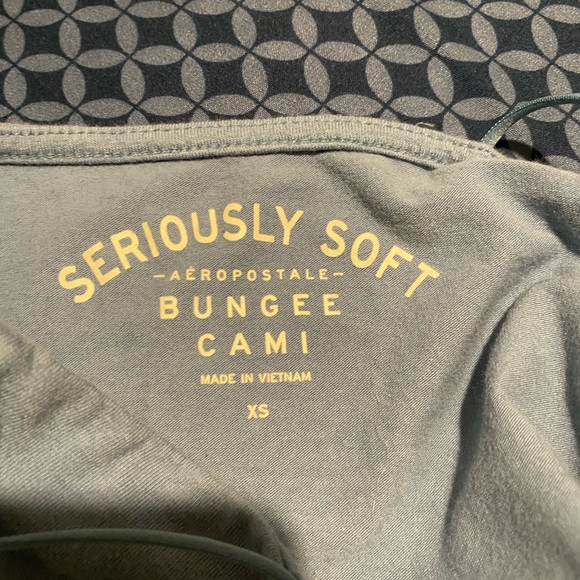 SERIOUSLY SOFT
-AÉROPOSTALE-
BUNGEE
CAMI
MADE IN VIETNAM
XS